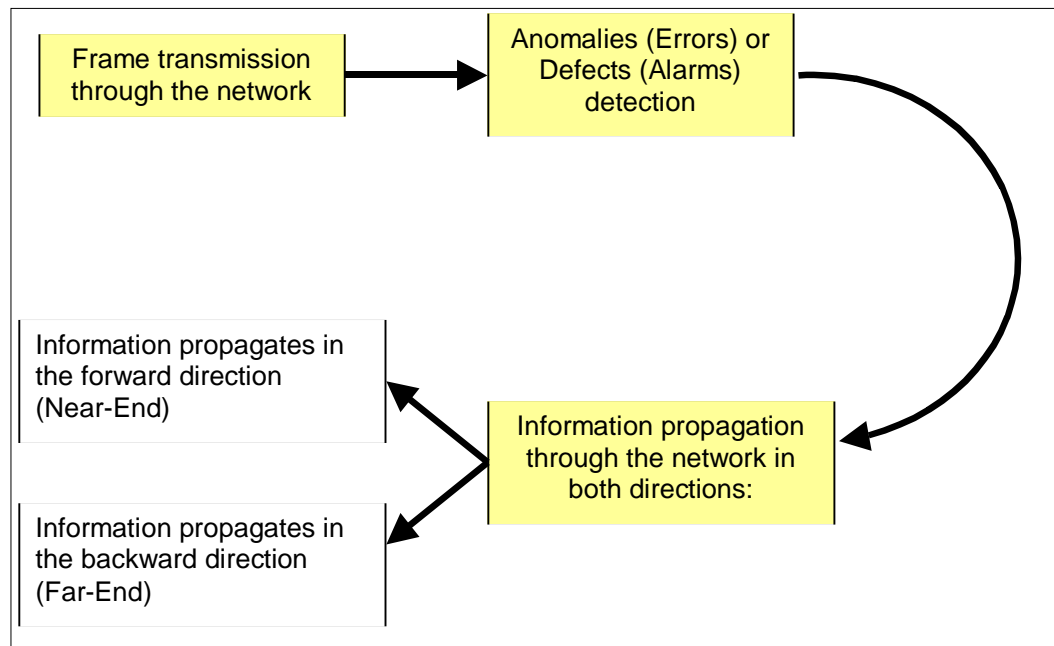 Frame transmission
through the network
Anomalies (Errors) or
Defects (Alarms)
detection
Information propagates in
the forward direction
(Near-End)
Information propagation
through the network in
both directions:
Information propagates in
the backward direction
(Far-End)